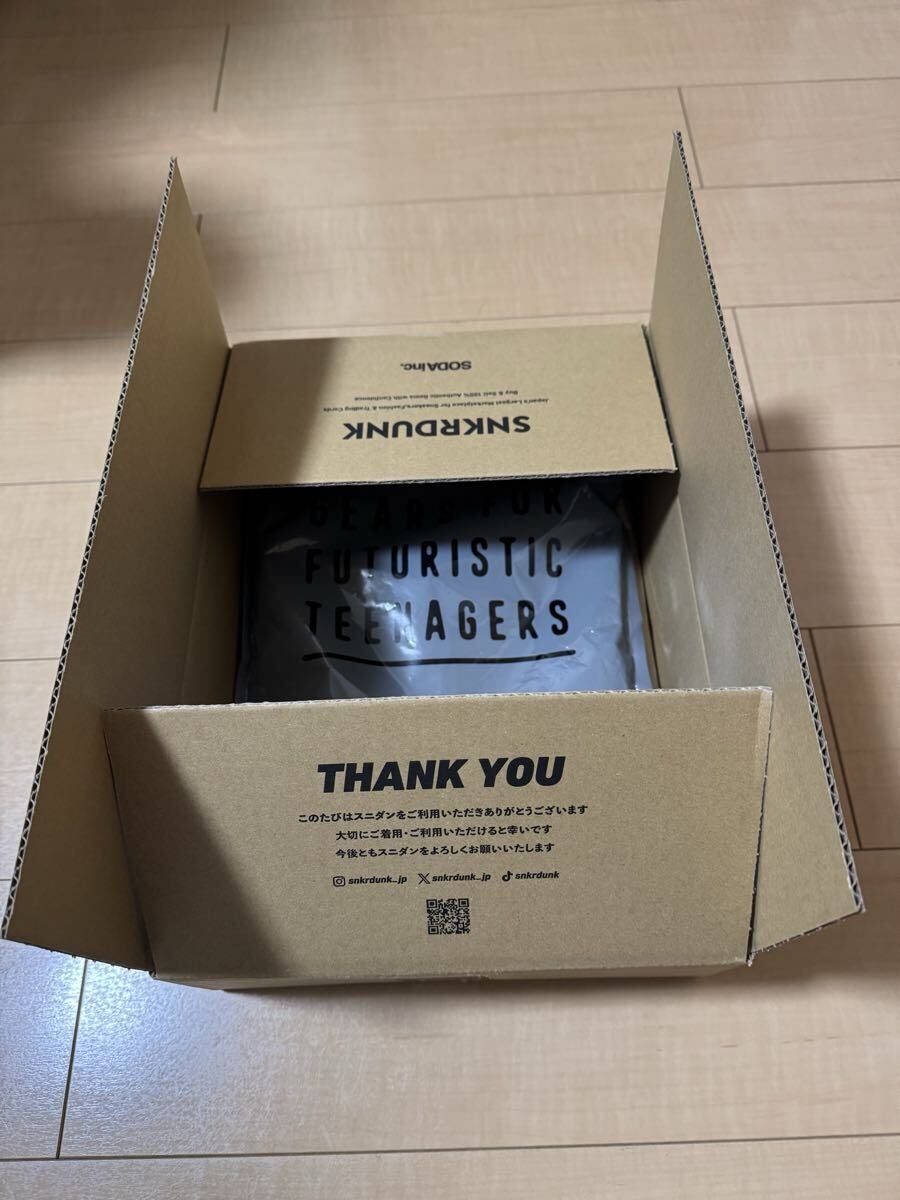 SODA inc.
Buy & Sell 100% Authentic Items with Confidence
Japan's Largest Marketplace for Sneakers,Fashion & Trading Cards
SNKRDUNK
GEARS FOR
FUTURISTIC
TEENAGERS
THANK YOU
このたびはスニダンをご利用いただきありがとうございます
大切にご着用・ご利用いただけると幸いです
今後ともスニダンをよろしくお願いいたします
snkrdunk_jp snkrdunk_jp snkrdunk